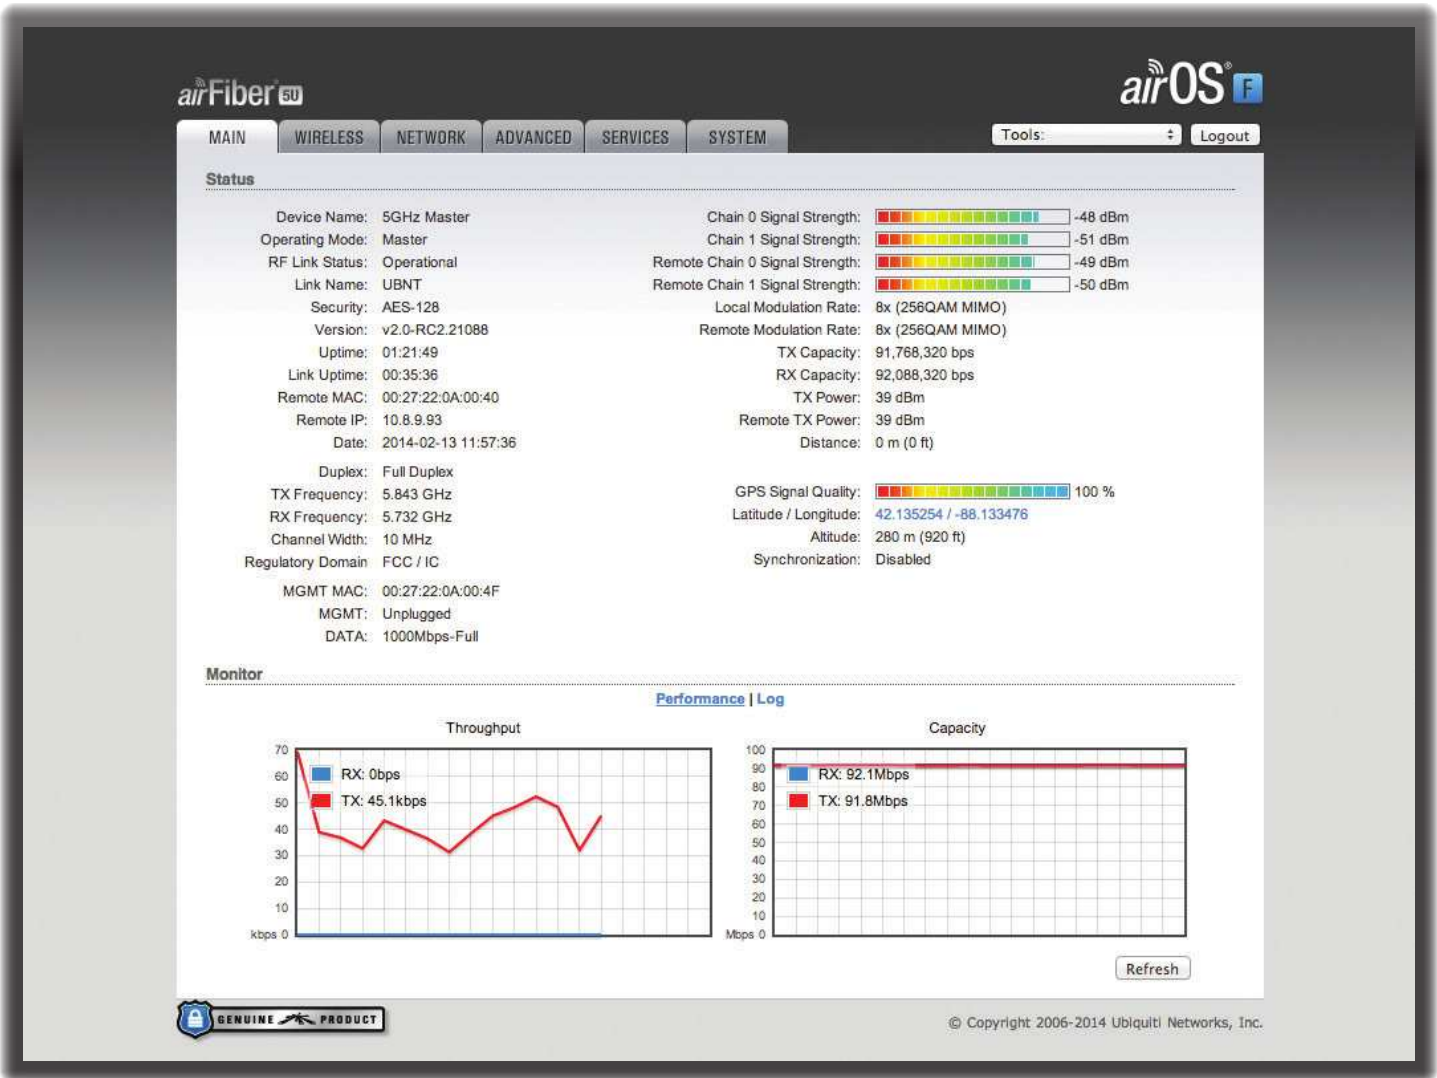 airFiber 5U
airOS® F
MAIN WIRELESS NETWORK ADVANCED SERVICES SYSTEM Tools: Logout
Status
Device Name: 5GHz Master
Operating Mode: Master
RF Link Status: Operational
Link Name: UBNT
Security: AES-128
Version: v2.0-RC2.21088
Uptime: 01:21:49
Link Uptime: 00:35:36
Remote MAC: 00:27:22:0A:00:40
Remote IP: 10.8.9.93
Date: 2014-02-13 11:57:36
Duplex: Full Duplex
TX Frequency: 5.843 GHz
RX Frequency: 5.732 GHz
Channel Width: 10 MHz
Regulatory Domain FCC / IC
MGMT MAC: 00:27:22:0A:00:4F
MGMT: Unplugged
DATA: 1000Mbps-Full
Chain 0 Signal Strength: -48 dBm
Chain 1 Signal Strength: -51 dBm
Remote Chain 0 Signal Strength: -49 dBm
Remote Chain 1 Signal Strength: -50 dBm
Local Modulation Rate: 8x (256QAM MIMO)
Remote Modulation Rate: 8x (256QAM MIMO)
TX Capacity: 91,768,320 bps
RX Capacity: 92,088,320 bps
TX Power: 39 dBm
Remote TX Power: 39 dBm
Distance: 0 m (0 ft)
GPS Signal Quality: 100 %
Latitude / Longitude: 42.135254 / -88.133476
Altitude: 280 m (920 ft)
Synchronization: Disabled
Monitor
Performance | Log
Throughput
70
60
50
40
30
20
10
kbps 0
RX: 0bps
TX: 45.1kbps
Capacity
100
90
80
70
60
50
40
30
20
10
Mbps 0
RX: 92.1Mbps
TX: 91.8Mbps
Refresh
GENUINE PRODUCT
© Copyright 2006-2014 Ubiquiti Networks, Inc.